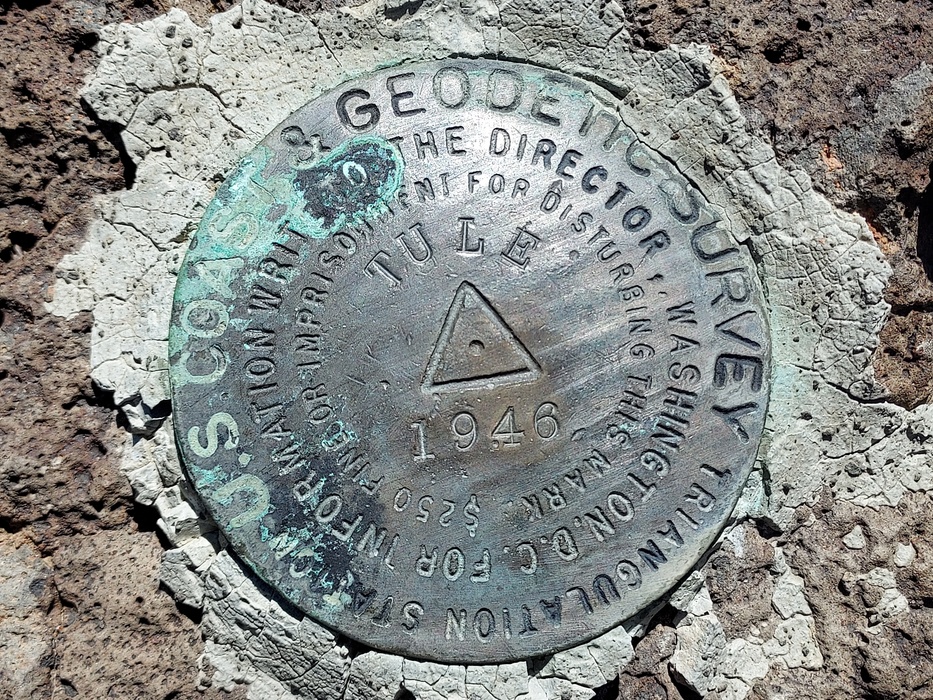 U.S. COAST & GEODETIC SURVEY
TRIANGULATION STATION
FOR INFORMATION WRITE TO THE DIRECTOR, WASHINGTON, D.C.
$250 FINE OR IMPRISONMENT FOR DISTURBING THIS MARK.
TULE
1946